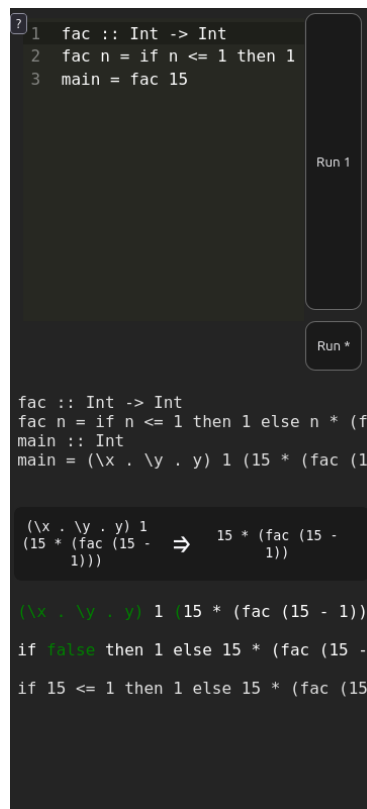 ?
1 fac :: Int -> Int
2 fac n = if n <= 1 then 1
3 main = fac 15
Run 1
Run *
fac :: Int -> Int
fac n = if n <= 1 then 1 else n * (f
main :: Int
main = (\x . \y . y) 1 (15 * (fac (1
(\x . \y . y) 1
(15 * (fac (15 -
1)))
⇒
15 * (fac (15 -
1))
(\x . \y . y) 1 (15 * (fac (15 - 1))
if false then 1 else 15 * (fac (15 -
if 15 <= 1 then 1 else 15 * (fac (15